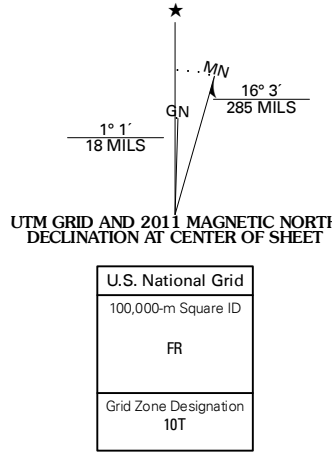 ★
MN
GN
16° 3´
285 MILS
1° 1´
18 MILS
UTM GRID AND 2011 MAGNETIC NORTH
DECLINATION AT CENTER OF SHEET
U.S. National Grid
100,000-m Square ID
FR
Grid Zone Designation
10T